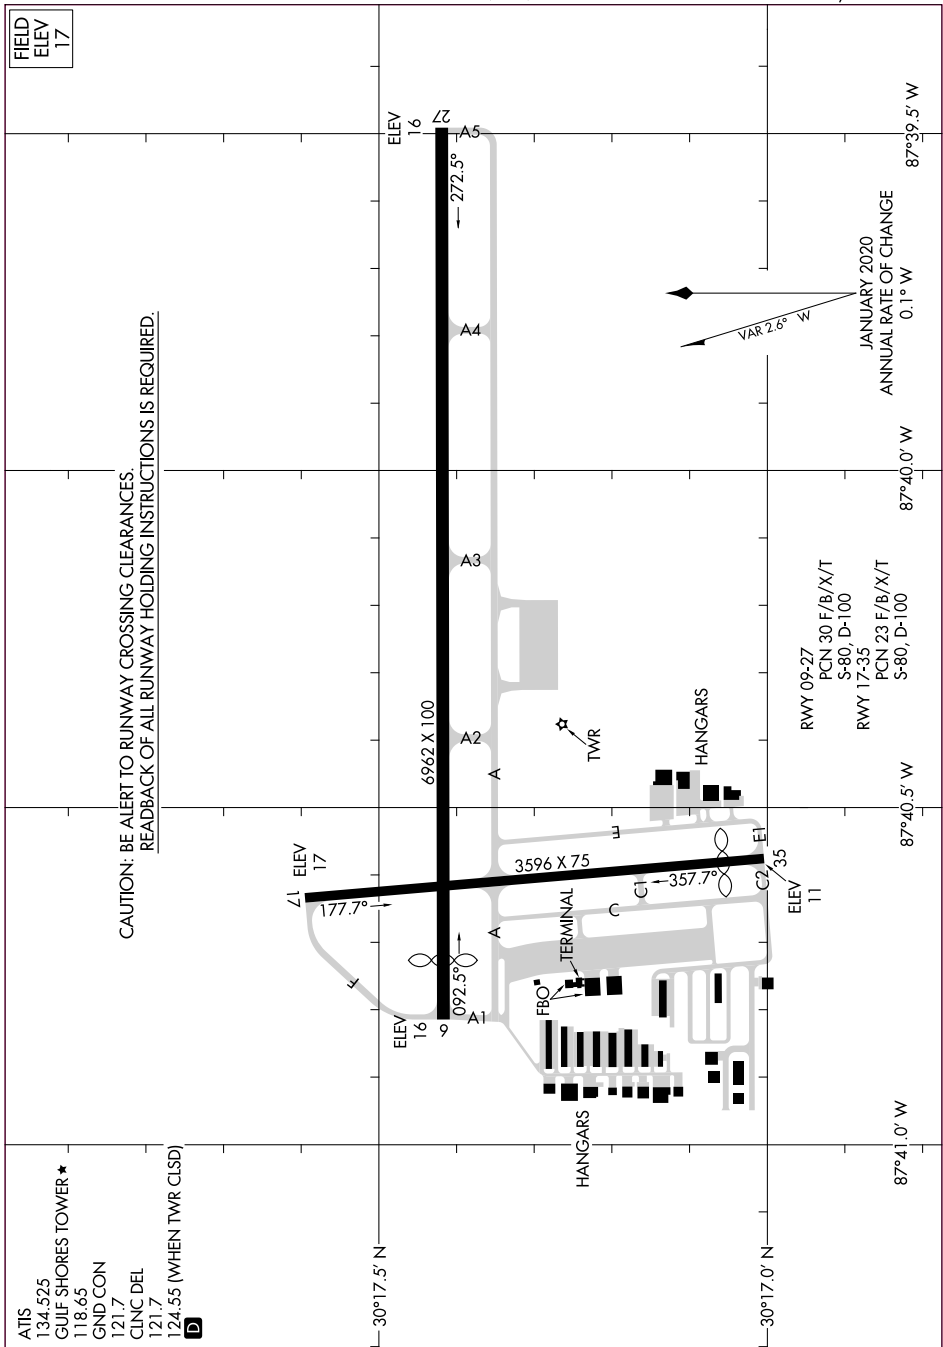 FIELD
ELEV
17
ATIS
134.525
GULF SHORES TOWER ★
118.65
GND CON
121.7
CLNC DEL
121.7
124.55 (WHEN TWR CLSD)
D
CAUTION: BE ALERT TO RUNWAY CROSSING CLEARANCES.
READBACK OF ALL RUNWAY HOLDING INSTRUCTIONS IS REQUIRED.
30°17.5' N
30°17.0' N
87°41.0' W
87°40.5' W
87°40.0' W
87°39.5' W
ELEV
17
17
177.7°
F
ELEV
16
9
092.5°
A1
A
6962 X 100
A
A2
A3
A4
A5
ELEV
16
27
272.5°
3596 X 75
E
E1
C
C1
C2
357.7°
35
ELEV
11
TERMINAL
FBO
HANGARS
HANGARS
TWR
RWY 09-27
PCN 30 F/B/X/T
S-80, D-100
RWY 17-35
PCN 23 F/B/X/T
S-80, D-100
VAR 2.6° W
JANUARY 2020
ANNUAL RATE OF CHANGE
0.1° W